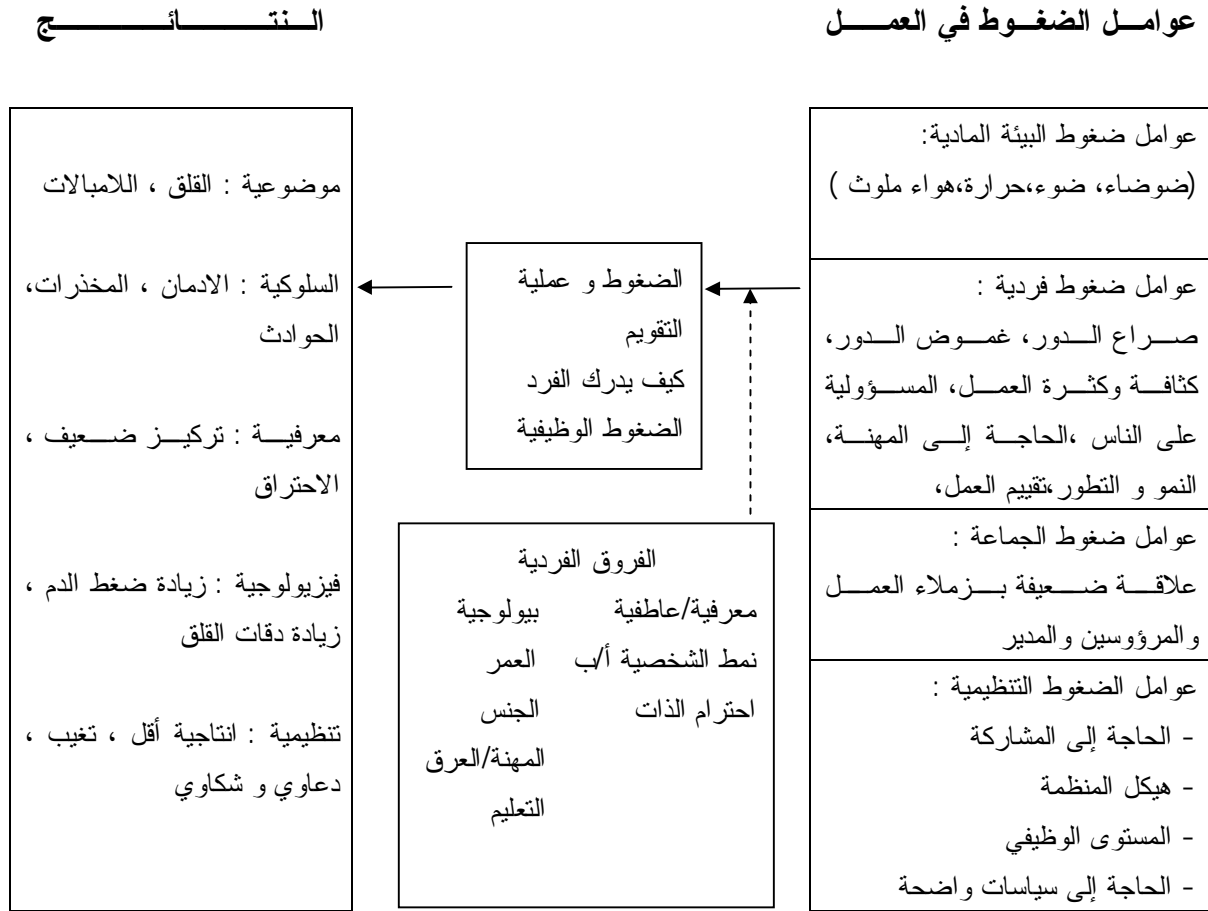 عوامل الضغوط في العمل
النتائج
عوامل ضغوط البيئة المادية:
(ضوضاء، ضوء،حرارة،هواء ملوث )
عوامل ضغوط فردية :
صراع الدور، غموض الدور،
كثافة وكثرة العمل، المسؤولية
على الناس ،الحاجة إلى المهنة،
النمو و التطور،تقييم العمل،
عوامل ضغوط الجماعة :
علاقة ضعيفة بزملاء العمل
والمرؤوسين والمدير
عوامل الضغوط التنظيمية :
- الحاجة إلى المشاركة
- هيكل المنظمة
- المستوى الوظيفي
- الحاجة إلى سياسات واضحة
الضغوط و عملية
التقويم
كيف يدرك الفرد
الضغوط الوظيفية
الفروق الفردية
معرفية/عاطفية بيولوجية
نمط الشخصية أ/ب العمر
احترام الذات الجنس
المهنة/العرق
التعليم
موضوعية : القلق ، اللامبالات
السلوكية : الادمان ، المخذرات،
الحوادث
معرفية : تركيز ضعيف ،
الاحتراق
فيزيولوجية : زيادة ضغط الدم ،
زيادة دقات القلق
تنظيمية : انتاجية أقل ، تغيب ،
دعاوي و شكاوي